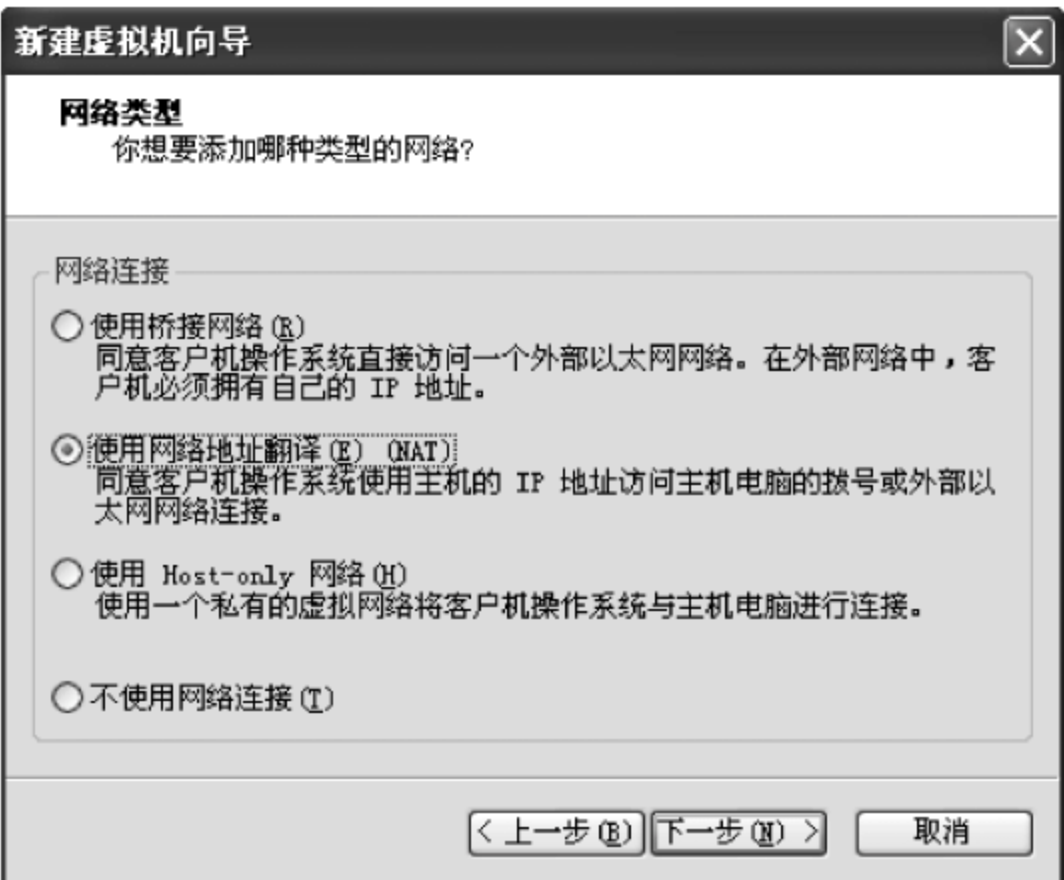 新建虚拟机向导
网络类型
你想要添加哪种类型的网络?
网络连接
使用桥接网络(R)
同意客户机操作系统直接访问一个外部以太网网络。在外部网络中，客
户机必须拥有自己的 IP 地址。
使用网络地址翻译(E) (NAT)
同意客户机操作系统使用主机的 IP 地址访问主机电脑的拨号或外部以
太网网络连接。
使用 Host-only 网络(H)
使用一个私有的虚拟网络将客户机操作系统与主机电脑进行连接。
不使用网络连接(T)
< 上一步(B) 下一步(N) > 取消